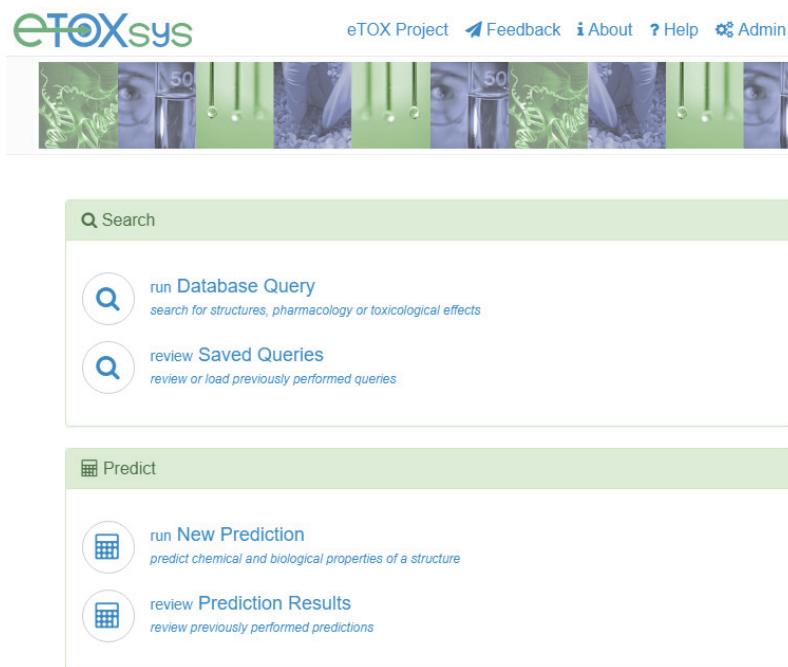 eTOXsys
eTOX Project Feedback About Help Admin
50 50
Search
run Database Query
search for structures, pharmacology or toxicological effects
review Saved Queries
review or load previously performed queries
Predict
run New Prediction
predict chemical and biological properties of a structure
review Prediction Results
review previously performed predictions